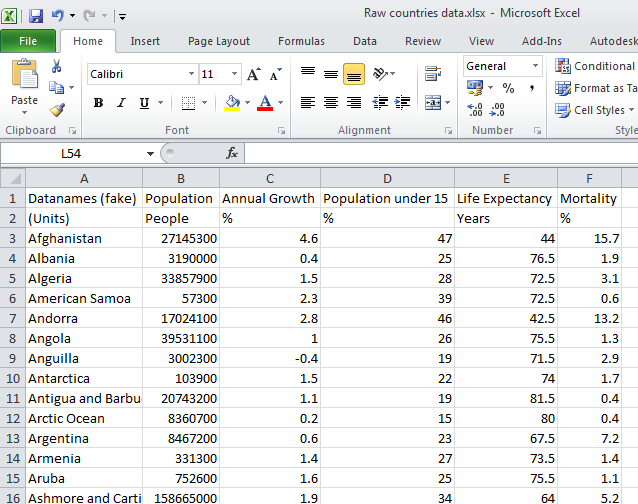 Raw countries data.xlsx - Microsoft Excel
File Home Insert Page Layout Formulas Data Review View Add-Ins Autodesk
Paste Calibri 11 A A General Conditional
B I U A % , Format as Ta
.00 .0 .00 Cell Styles
Clipboard Font Alignment Number Style
L54 fx
A B C D E F
1 Datanames (fake) Population Annual Growth Population under 15 Life Expectancy Mortality
2 (Units) People % % Years %
3 Afghanistan 27145300 4.6 47 44 15.7
4 Albania 3190000 0.4 25 76.5 1.9
5 Algeria 33857900 1.5 28 72.5 3.1
6 American Samoa 57300 2.3 39 72.5 0.6
7 Andorra 17024100 2.8 46 42.5 13.2
8 Angola 39531100 1 26 75.5 1.3
9 Anguilla 3002300 -0.4 19 71.5 2.9
10 Antarctica 103900 1.5 22 74 1.7
11 Antigua and Barbu 20743200 1.1 19 81.5 0.4
12 Arctic Ocean 8360700 0.2 15 80 0.4
13 Argentina 8467200 0.6 23 67.5 7.2
14 Armenia 331300 1.4 27 73.5 1.4
15 Aruba 752600 1.6 25 75.5 1.1
16 Ashmore and Carti 158665000 1.9 34 64 5.2